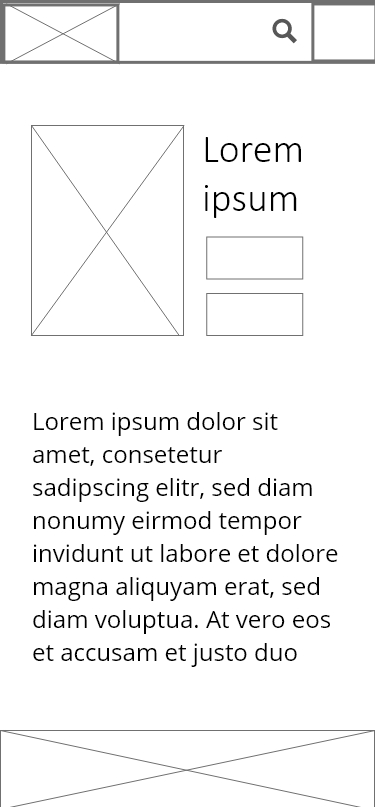 Lorem
ipsum
Lorem ipsum dolor sit
amet, consetetur
sadipscing elitr, sed diam
nonumy eirmod tempor
invidunt ut labore et dolore
magna aliquyam erat, sed
diam voluptua. At vero eos
et accusam et justo duo